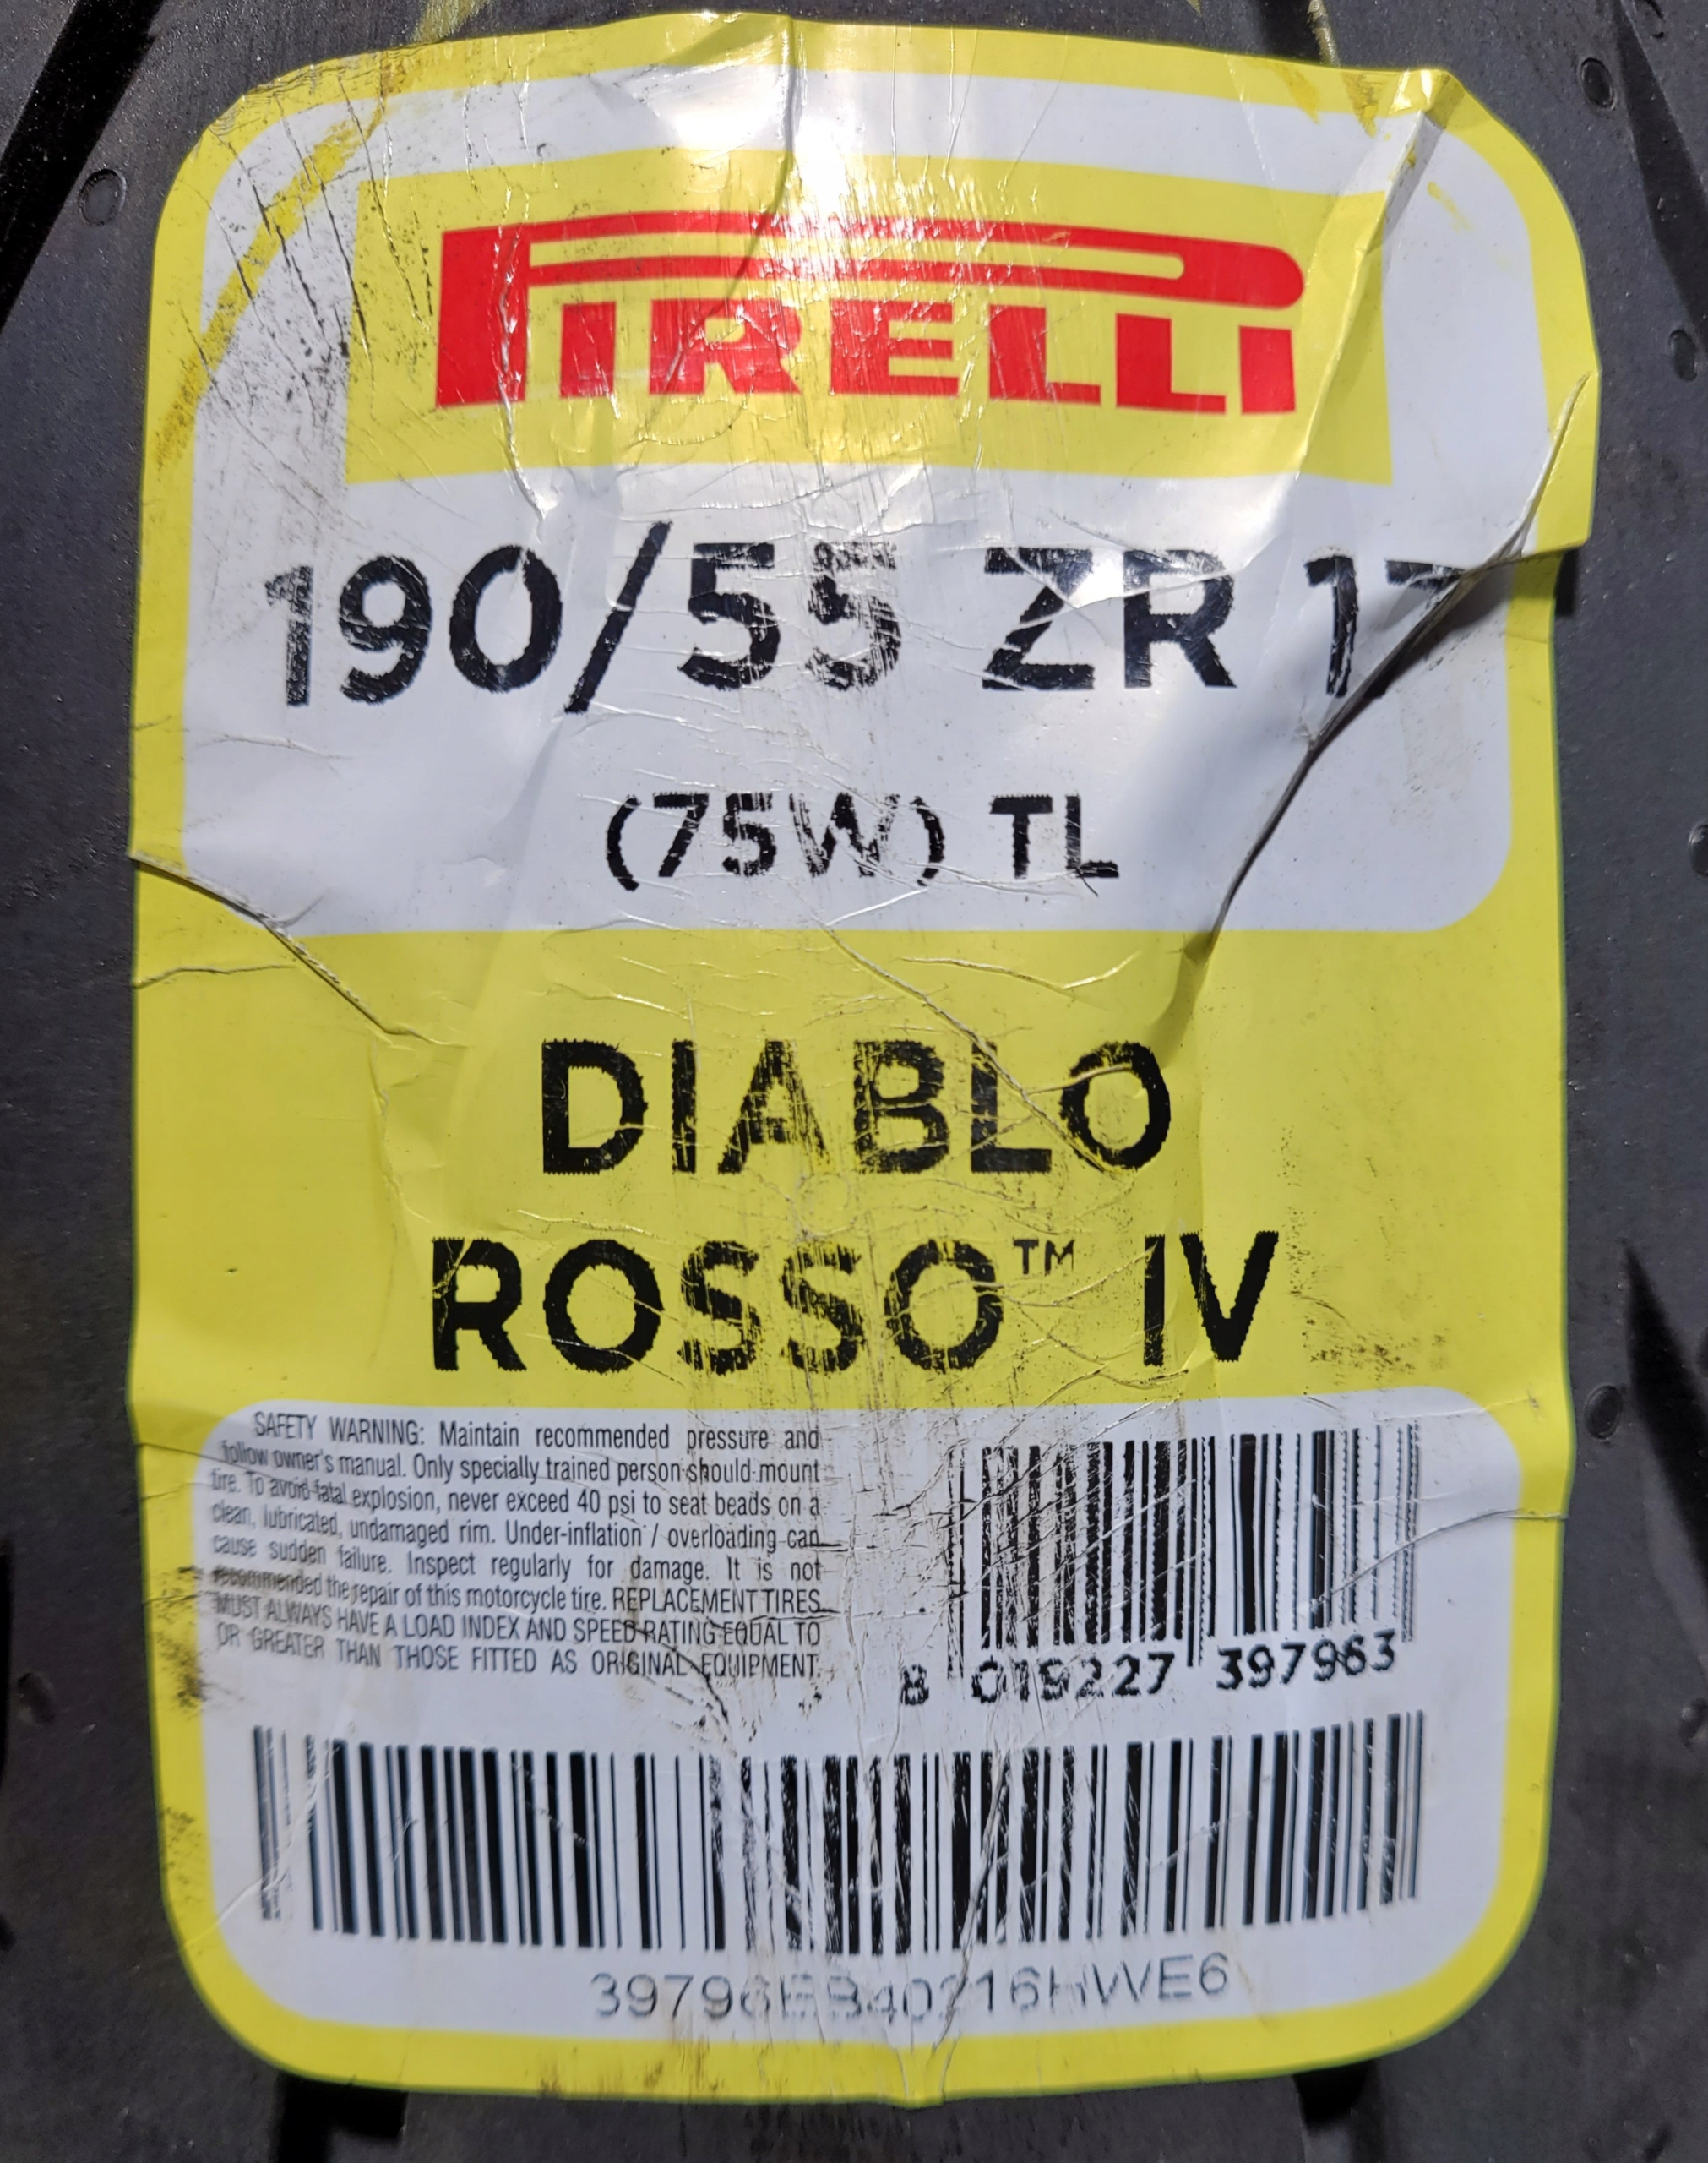 PIRELLI
190/55 ZR 17
(75W) TL
DIABLO
ROSSO™ IV
SAFETY WARNING: Maintain recommended pressure and
follow owner's manual. Only specially trained person should mount
tire. To avoid fatal explosion, never exceed 40 psi to seat beads on a
clean, lubricated, undamaged rim. Under-inflation / overloading can
cause sudden failure. Inspect regularly for damage. It is not
recommended the repair of this motorcycle tire. REPLACEMENT TIRES
MUST ALWAYS HAVE A LOAD INDEX AND SPEED RATING EQUAL TO
OR GREATER THAN THOSE FITTED AS ORIGINAL EQUIPMENT.
8 019227 397963